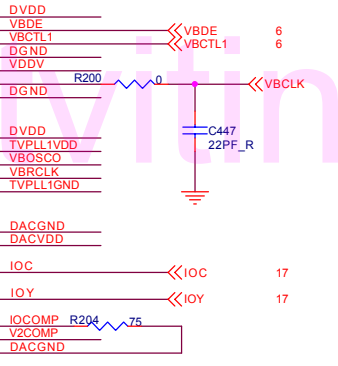 DVDD
VBDE VBDE 6
VBCTL1 VBCTL1 6
DGND
VDDV
R200 0 VBCLK
DGND
DVDD
C447
TVPLL1VDD
22PF_R
VBOSCO
VBRCLK
TVPLL1GND
DACGND
DACVDD
IOC IOC 17
IOY IOY 17
IOCOMP R204 75
V2COMP
DACGND
fvitin